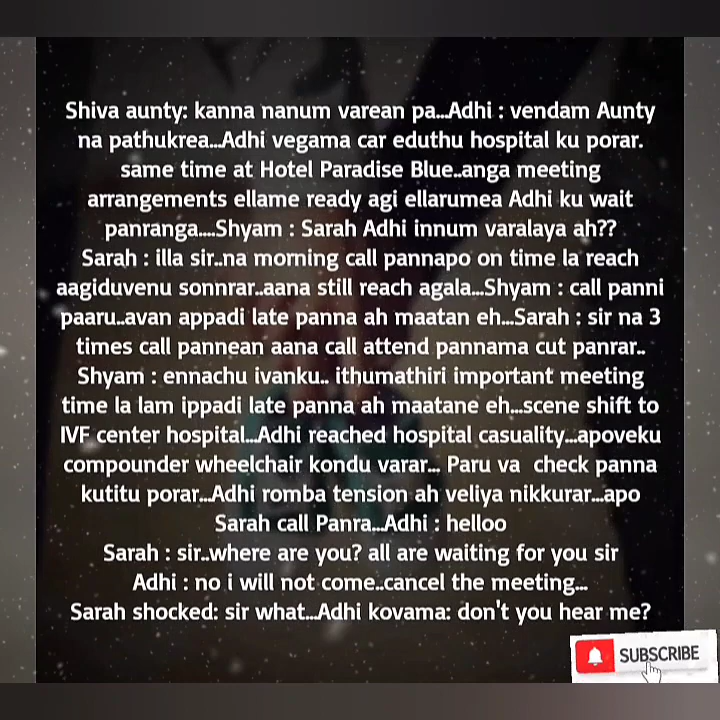 Shiva aunty: kanna nanum varean pa...Adhi : vendam Aunty
na pathukrea...Adhi vegama car eduthu hospital ku porar.
same time at Hotel Paradise Blue..anga meeting
arrangements ellame ready agi ellarumea Adhi ku wait
panranga....Shyam : Sarah Adhi innum varalaya ah??
Sarah : illa sir..na morning call pannapo on time la reach
aagiduvenu sonnrar..aana still reach agala...Shyam : call panni
paaru..avan appadi late panna ah maatan eh...Sarah : sir na 3
times call pannean aana call attend pannama cut panrar..
Shyam : ennachu ivanku.. ithumathiri important meeting
time la lam ippadi late panna ah maatane eh...scene shift to
IVF center hospital...Adhi reached hospital casuality...apoveku
compounder wheelchair kondu varar... Paru va check panna
kutitu porar...Adhi romba tension ah veliya nikkurar...apo
Sarah call Panra...Adhi : helloo
Sarah : sir..where are you? all are waiting for you sir
Adhi : no i will not come..cancel the meeting...
Sarah shocked: sir what...Adhi kovama: don't you hear me?
SUBSCRIBE